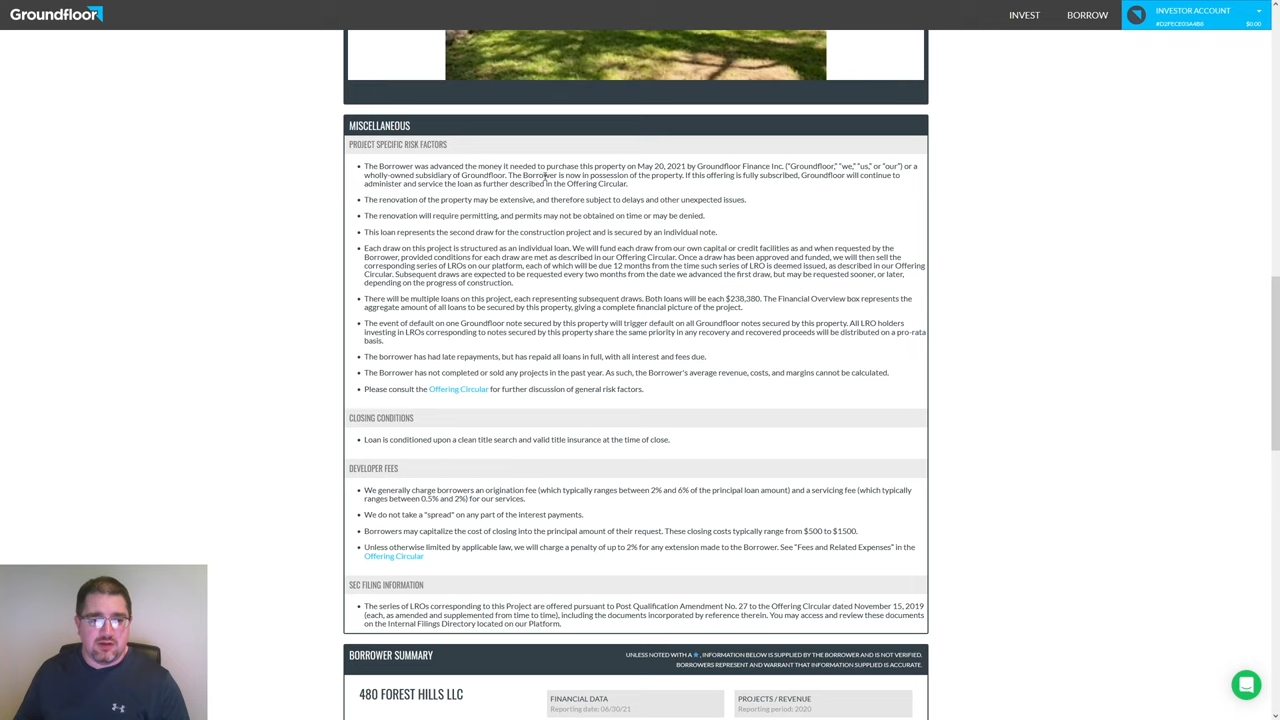 Groundfloor
INVEST
BORROW
INVESTOR ACCOUNT
#D2FECE03A4B8
$0.00
MISCELLANEOUS
PROJECT SPECIFIC RISK FACTORS
• The Borrower was advanced the money it needed to purchase this property on May 20, 2021 by Groundfloor Finance Inc. ("Groundfloor," "we," "us," or "our") or a
wholly-owned subsidiary of Groundfloor. The Borrower is now in possession of the property. If this offering is fully subscribed, Groundfloor will continue to
administer and service the loan as further described in the Offering Circular.
• The renovation of the property may be extensive, and therefore subject to delays and other unexpected issues.
• The renovation will require permitting, and permits may not be obtained on time or may be denied.
• This loan represents the second draw for the construction project and is secured by an individual note.
• Each draw on this project is structured as an individual loan. We will fund each draw from our own capital or credit facilities as and when requested by the
Borrower, provided conditions for each draw are met as described in our Offering Circular. Once a draw has been approved and funded, we will then sell the
corresponding series of LROs on our platform, each of which will be due 12 months from the time such series of LRO is deemed issued, as described in our Offering
Circular. Subsequent draws are expected to be requested every two months from the date we advanced the first draw, but may be requested sooner, or later,
depending on the progress of construction.
• There will be multiple loans on this project, each representing subsequent draws. Both loans will be each $238,380. The Financial Overview box represents the
aggregate amount of all loans to be secured by this property, giving a complete financial picture of the project.
• The event of default on one Groundfloor note secured by this property will trigger default on all Groundfloor notes secured by this property. All LRO holders
investing in LROs corresponding to notes secured by this property share the same priority in any recovery and recovered proceeds will be distributed on a pro-rata
basis.
• The borrower has had late repayments, but has repaid all loans in full, with all interest and fees due.
• The Borrower has not completed or sold any projects in the past year. As such, the Borrower's average revenue, costs, and margins cannot be calculated.
• Please consult the Offering Circular for further discussion of general risk factors.
CLOSING CONDITIONS
• Loan is conditioned upon a clean title search and valid title insurance at the time of close.
DEVELOPER FEES
• We generally charge borrowers an origination fee (which typically ranges between 2% and 6% of the principal loan amount) and a servicing fee (which typically
ranges between 0.5% and 2%) for our services.
• We do not take a "spread" on any part of the interest payments.
• Borrowers may capitalize the cost of closing into the principal amount of their request. These closing costs typically range from $500 to $1500.
• Unless otherwise limited by applicable law, we will charge a penalty of up to 2% for any extension made to the Borrower. See "Fees and Related Expenses" in the
Offering Circular
SEC FILING INFORMATION
• The series of LROs corresponding to this Project are offered pursuant to Post Qualification Amendment No. 27 to the Offering Circular dated November 15, 2019
(each, as amended and supplemented from time to time), including the documents incorporated by reference therein. You may access and review these documents
on the Internal Filings Directory located on our Platform.
BORROWER SUMMARY
UNLESS NOTED WITH A ★, INFORMATION BELOW IS SUPPLIED BY THE BORROWER AND IS NOT VERIFIED.
BORROWERS REPRESENT AND WARRANT THAT INFORMATION SUPPLIED IS ACCURATE.
480 FOREST HILLS LLC
FINANCIAL DATA
Reporting date: 06/30/21
PROJECTS / REVENUE
Reporting period: 2020